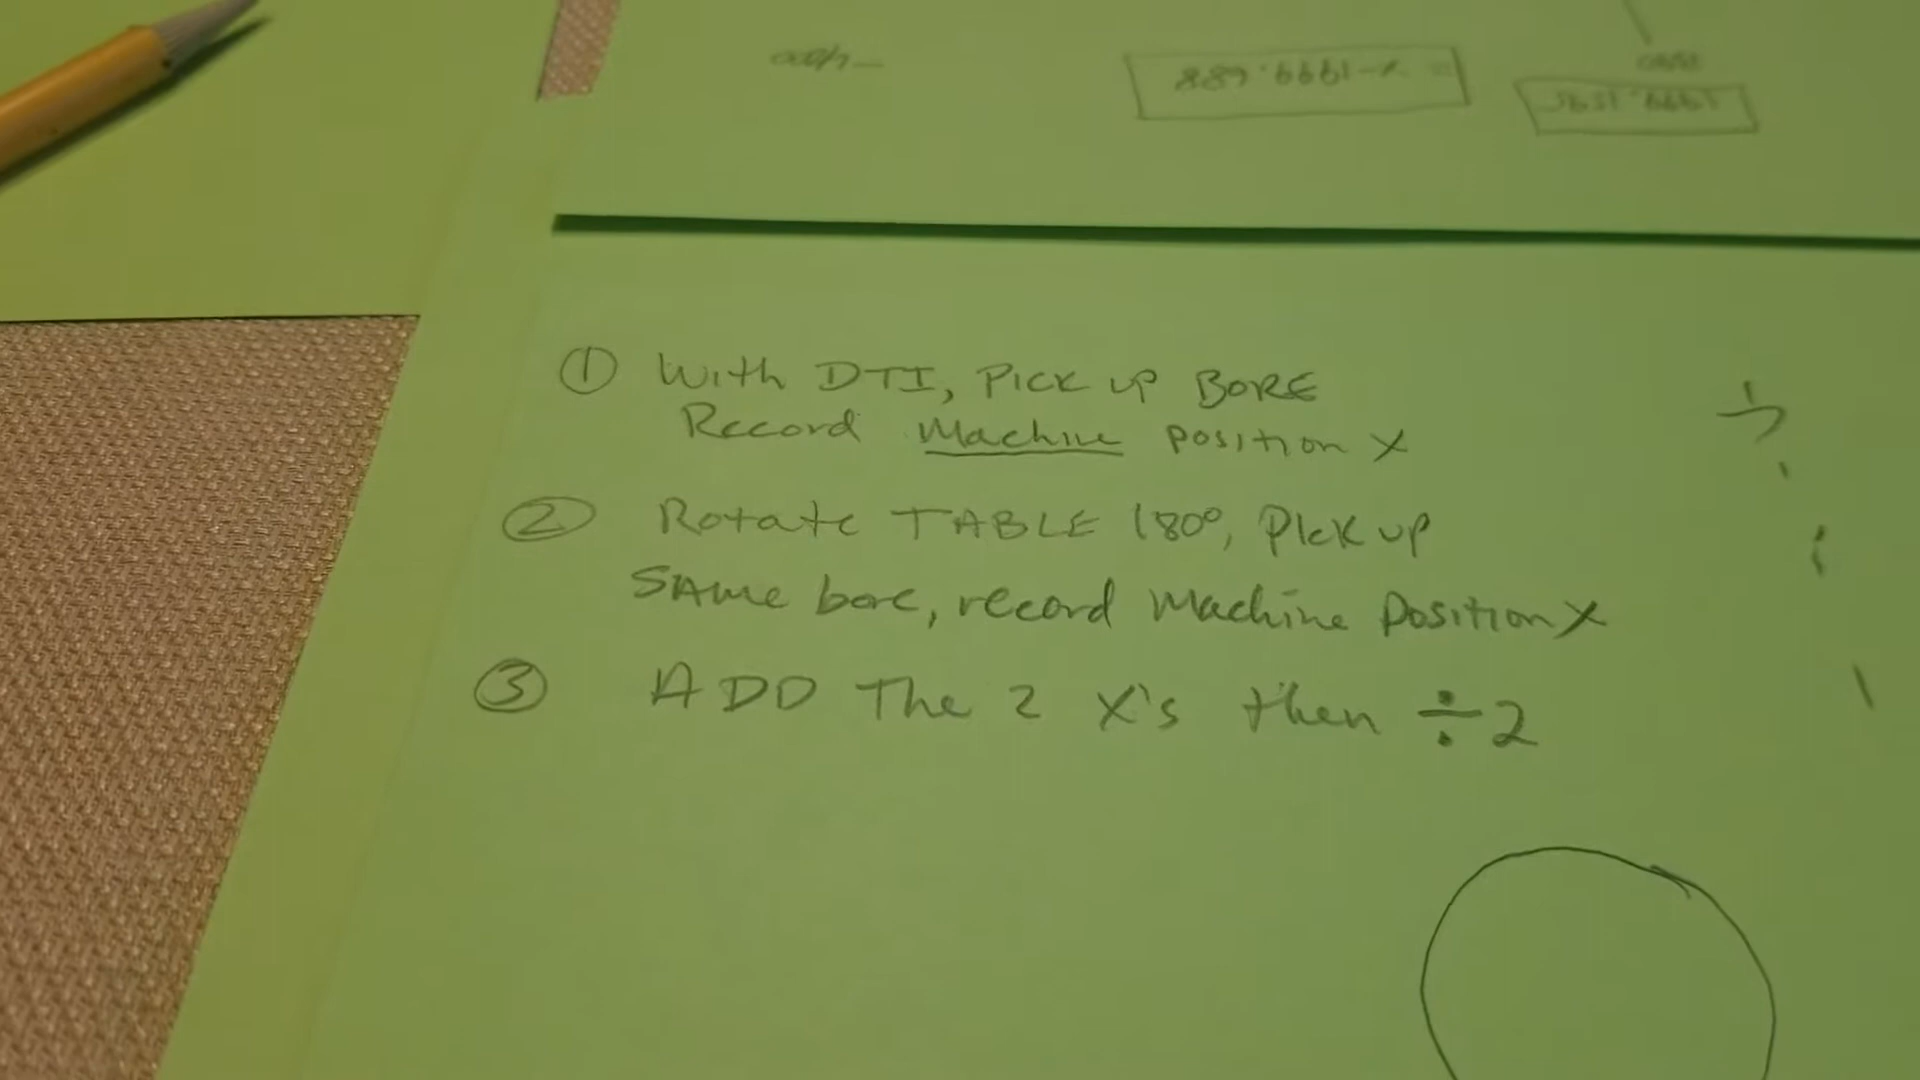 ① With DTI, Pick up BORE
Record Machine position X
② Rotate TABLE 180°, Pick up
SAme bore, record Machine Position X
③ ADD The 2 X's then ÷2